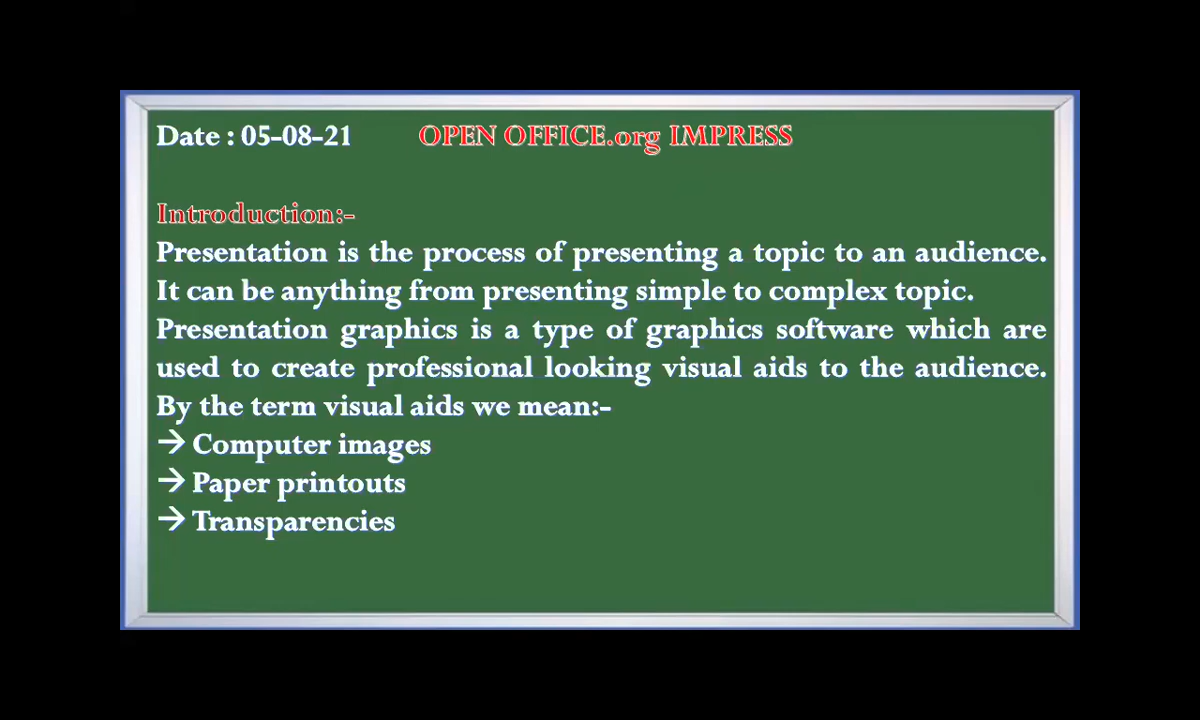 Date : 05-08-21 OPEN OFFICE.org IMPRESS
Introduction:-
Presentation is the process of presenting a topic to an audience.
It can be anything from presenting simple to complex topic.
Presentation graphics is a type of graphics software which are
used to create professional looking visual aids to the audience.
By the term visual aids we mean:-
→ Computer images
→ Paper printouts
→ Transparencies